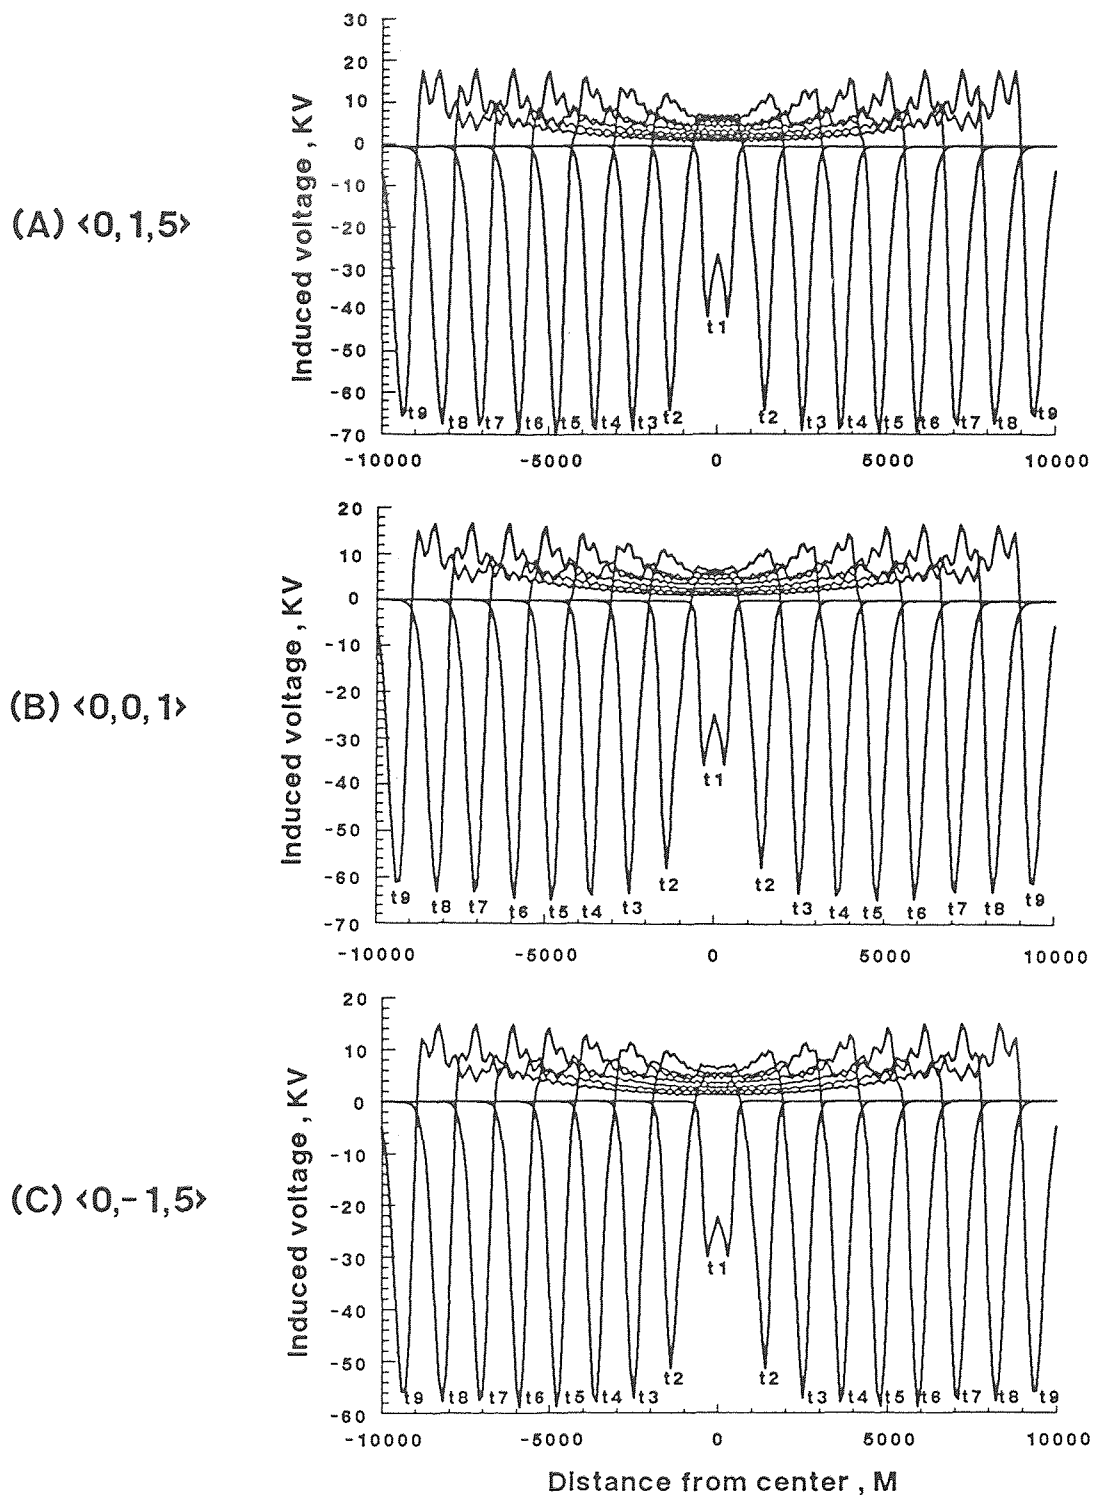 30
20
10
0
-10
-20
-30
-40
-50
-60
-70
Induced voltage , KV
(A) <0,1,5>
t1
t9 t8 t7 t6 t5 t4 t3 t2 t2 t3 t4 t5 t6 t7 t8 t9
-10000 -5000 0 5000 10000
20
10
0
-10
-20
-30
-40
-50
-60
-70
Induced voltage , KV
(B) <0,0,1>
t1
t9 t8 t7 t6 t5 t4 t3 t2 t2 t3 t4 t5 t6 t7 t8 t9
-10000 -5000 0 5000 10000
20
10
0
-10
-20
-30
-40
-50
-60
Induced voltage , KV
(C) <0,-1,5>
t1
t9 t8 t7 t6 t5 t4 t3 t2 t2 t3 t4 t5 t6 t7 t8 t9
-10000 -5000 0 5000 10000
Distance from center , M